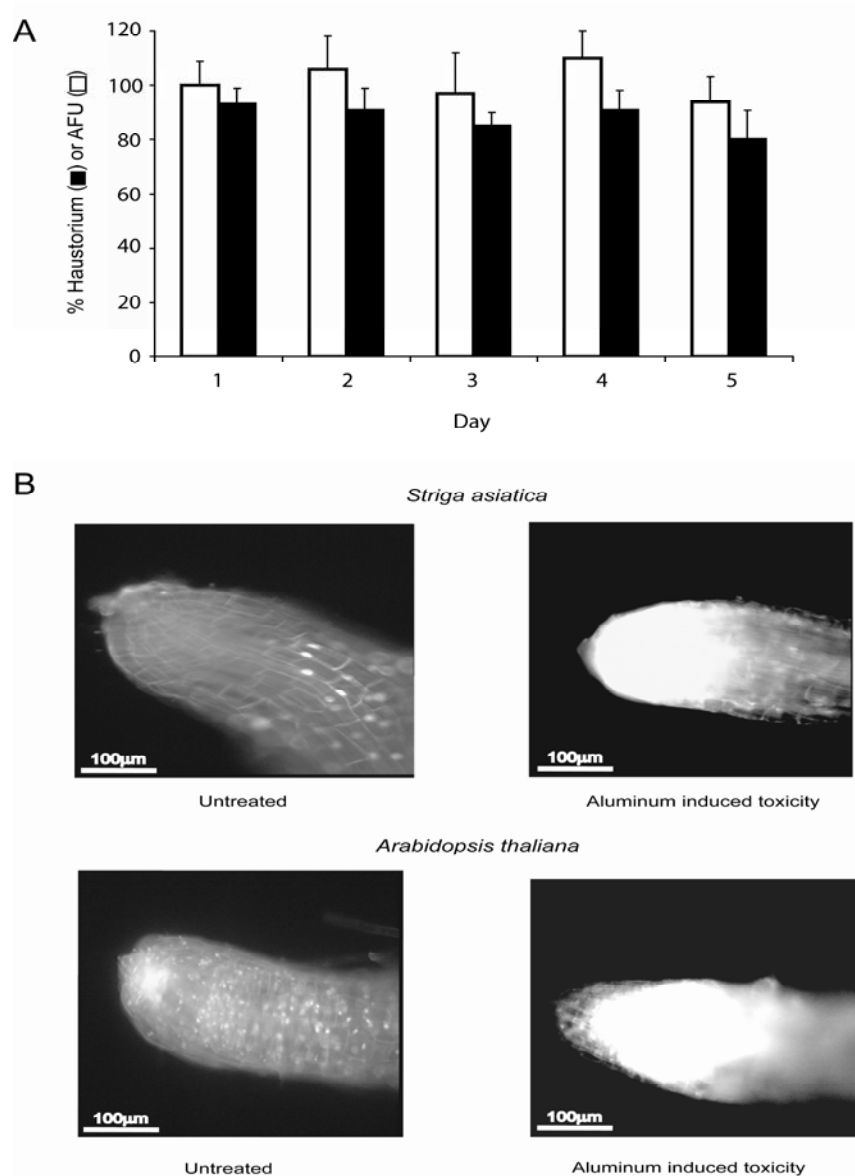 A
% Haustorium (■) or AFU (□)
120
100
80
60
40
20
0
1 2 3 4 5
Day
B
Striga asiatica
100µm
100µm
Untreated
Aluminum induced toxicity
Arabidopsis thaliana
100µm
100µm
Untreated
Aluminum induced toxicity